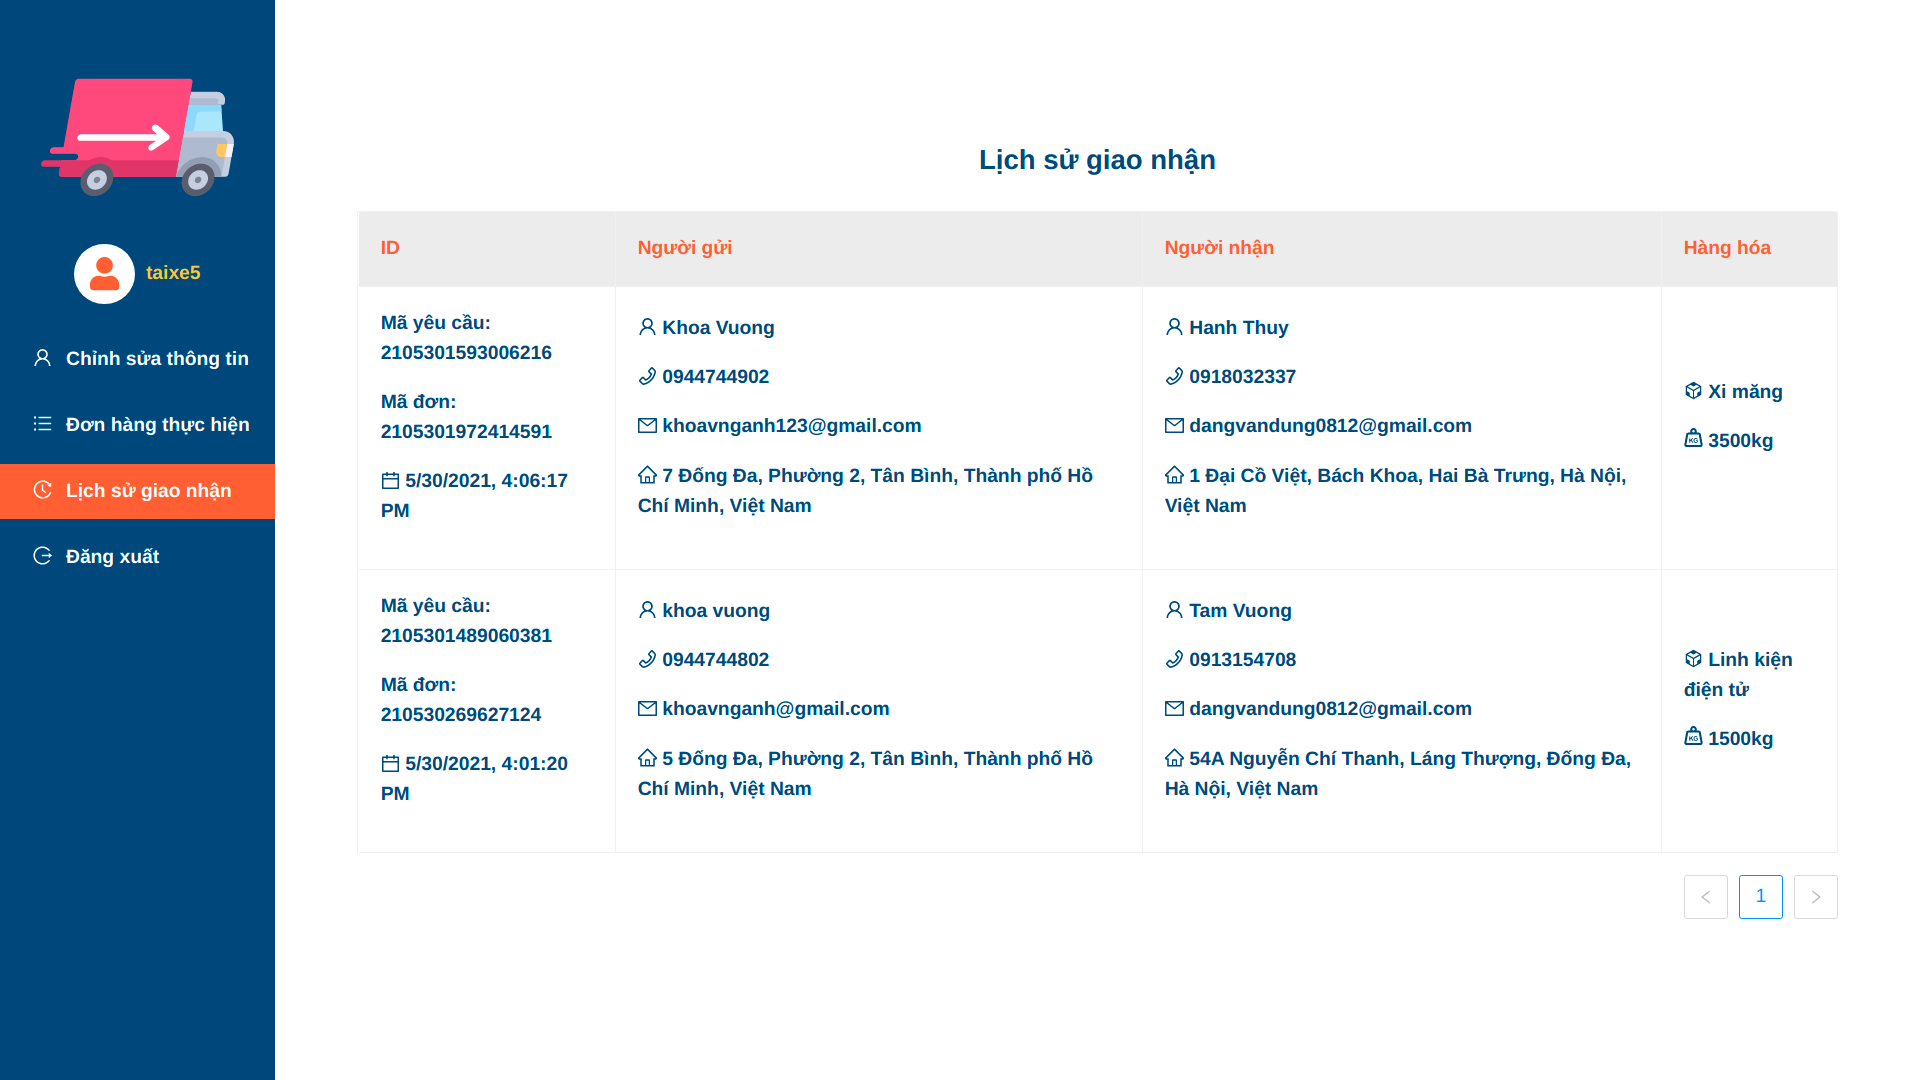 taixe5
Chỉnh sửa thông tin
Đơn hàng thực hiện
Lịch sử giao nhận
Đăng xuất
Lịch sử giao nhận
ID
Người gửi
Người nhận
Hàng hóa
Mã yêu cầu:
2105301593006216
Mã đơn:
2105301972414591
5/30/2021, 4:06:17
PM
Khoa Vuong
0944744902
khoavnganh123@gmail.com
7 Đống Đa, Phường 2, Tân Bình, Thành phố Hồ
Chí Minh, Việt Nam
Hanh Thuy
0918032337
dangvandung0812@gmail.com
1 Đại Cồ Việt, Bách Khoa, Hai Bà Trưng, Hà Nội,
Việt Nam
Xi măng
KG 3500kg
Mã yêu cầu:
2105301489060381
Mã đơn:
210530269627124
5/30/2021, 4:01:20
PM
khoa vuong
0944744802
khoavnganh@gmail.com
5 Đống Đa, Phường 2, Tân Bình, Thành phố Hồ
Chí Minh, Việt Nam
Tam Vuong
0913154708
dangvandung0812@gmail.com
54A Nguyễn Chí Thanh, Láng Thượng, Đống Đa,
Hà Nội, Việt Nam
Linh kiện
điện tử
KG 1500kg
1